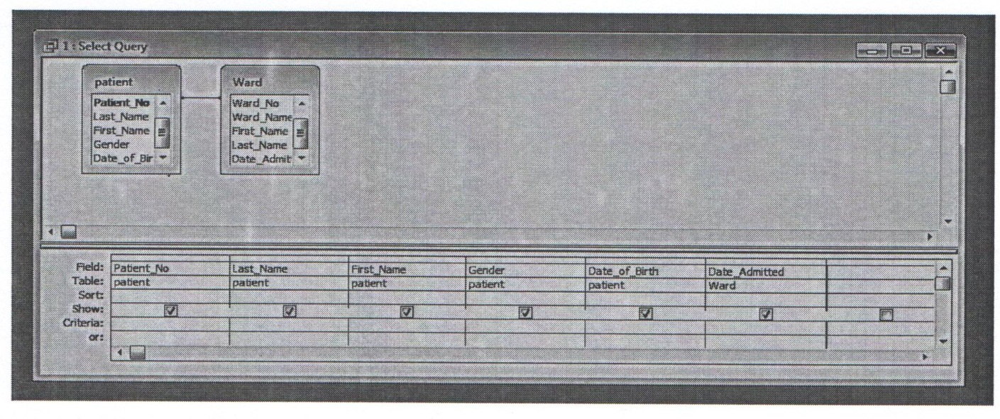 1 : Select Query
patient
Patient_No
Last_Name
First_Name
Gender
Date_of_Bir
Ward
Ward_No
Ward_Name
First_Name
Last_Name
Date_Admit
Field: Patient_No Last_Name First_Name Gender Date_of_Birth Date_Admitted
Table: patient patient patient patient patient Ward
Sort:
Show:
Criteria:
or: